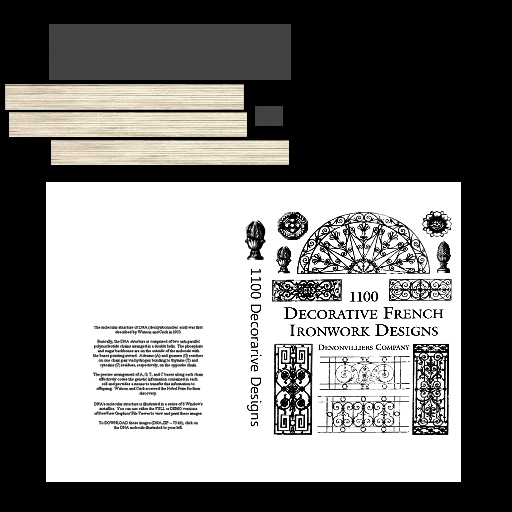 The molecular structure of DNA (deoxyribonucleic acid) was first
described by Watson and Crick in 1953
Basically, the DNA structure is composed of two anti-parallel
polynucleotide chains arranged in a double helix. The phosphate
and sugar backbones are on the outside of the molecule with
the bases pointing inward. Adenine (A) and guanine (G) residues
on one chain pair via hydrogen bonding to thymine (T) and
cytosine (C) residues, respectively, on the opposite chain.
The precise arrangement of A, G, T, and C bases along each chain
effectively codes the genetic information contained in each
cell and provides a means to transfer this information to
offspring. Watson and Crick received the Nobel Prize for their
discovery.
DNA's molecular structure is illustrated in a series of 6 Window's
metafiles. You can use either the FULL or DEMO versions
of Graphics File Viewer to view and print these images
To DOWNLOAD these images (DNA.ZIP -- 70 kb), click on
the DNA molecule illustrated to your left.
1100 Decorarive Designs
1100
Decorative French
Ironwork Designs
Denonvilliers Company